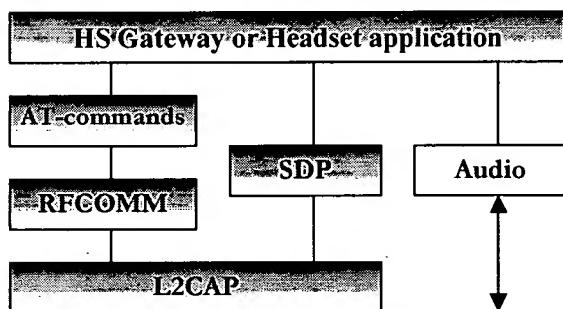 HS Gateway or Headset application
AT-commands
SDP
Audio
RFCOMM
L2CAP